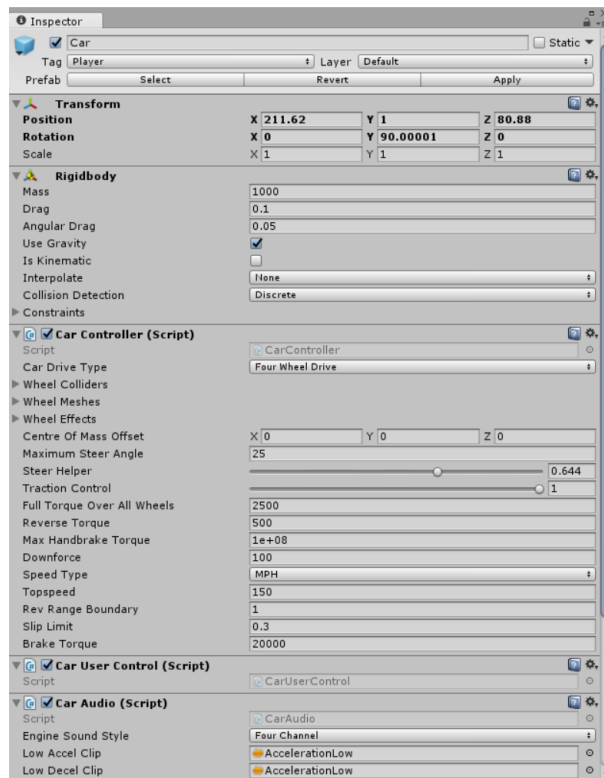 Inspector
Car Static
Tag Player Layer Default
Prefab Select Revert Apply
Transform
Position X 211.62 Y 1 Z 80.88
Rotation X 0 Y 90.00001 Z 0
Scale X 1 Y 1 Z 1
Rigidbody
Mass 1000
Drag 0.1
Angular Drag 0.05
Use Gravity
Is Kinematic
Interpolate None
Collision Detection Discrete
Constraints
Car Controller (Script)
Script CarController
Car Drive Type Four Wheel Drive
Wheel Colliders
Wheel Meshes
Wheel Effects
Centre Of Mass Offset X 0 Y 0 Z 0
Maximum Steer Angle 25
Steer Helper 0.644
Traction Control 1
Full Torque Over All Wheels 2500
Reverse Torque 500
Max Handbrake Torque 1e+08
Downforce 100
Speed Type MPH
Topspeed 150
Rev Range Boundary 1
Slip Limit 0.3
Brake Torque 20000
Car User Control (Script)
Script CarUserControl
Car Audio (Script)
Script CarAudio
Engine Sound Style Four Channel
Low Accel Clip AccelerationLow
Low Decel Clip AccelerationLow